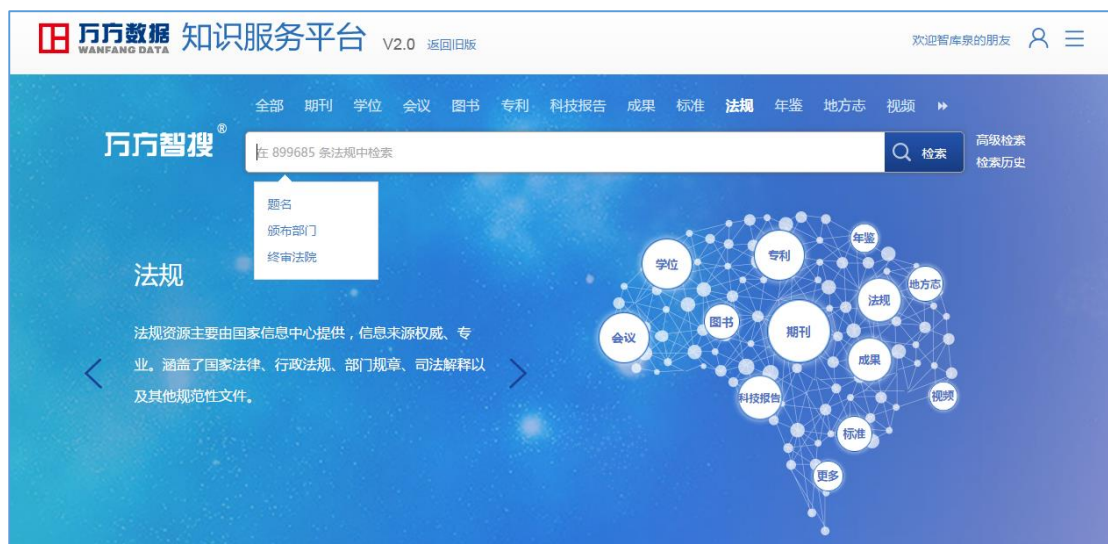 万方数据 WANFANG DATA 知识服务平台 V2.0 返回旧版 欢迎智库泉的朋友
全部 期刊 学位 会议 图书 专利 科技报告 成果 标准 法规 年鉴 地方志 视频
万方智搜®
在 899685 条法规中检索
检索
高级检索
检索历史
题名
颁布部门
终审法院
法规
法规资源主要由国家信息中心提供，信息来源权威、专
业。涵盖了国家法律、行政法规、部门规章、司法解释以
及其他规范性文件。
年鉴
专利
学位
地方志
法规
图书
期刊
会议
成果
科技报告
视频
标准
更多